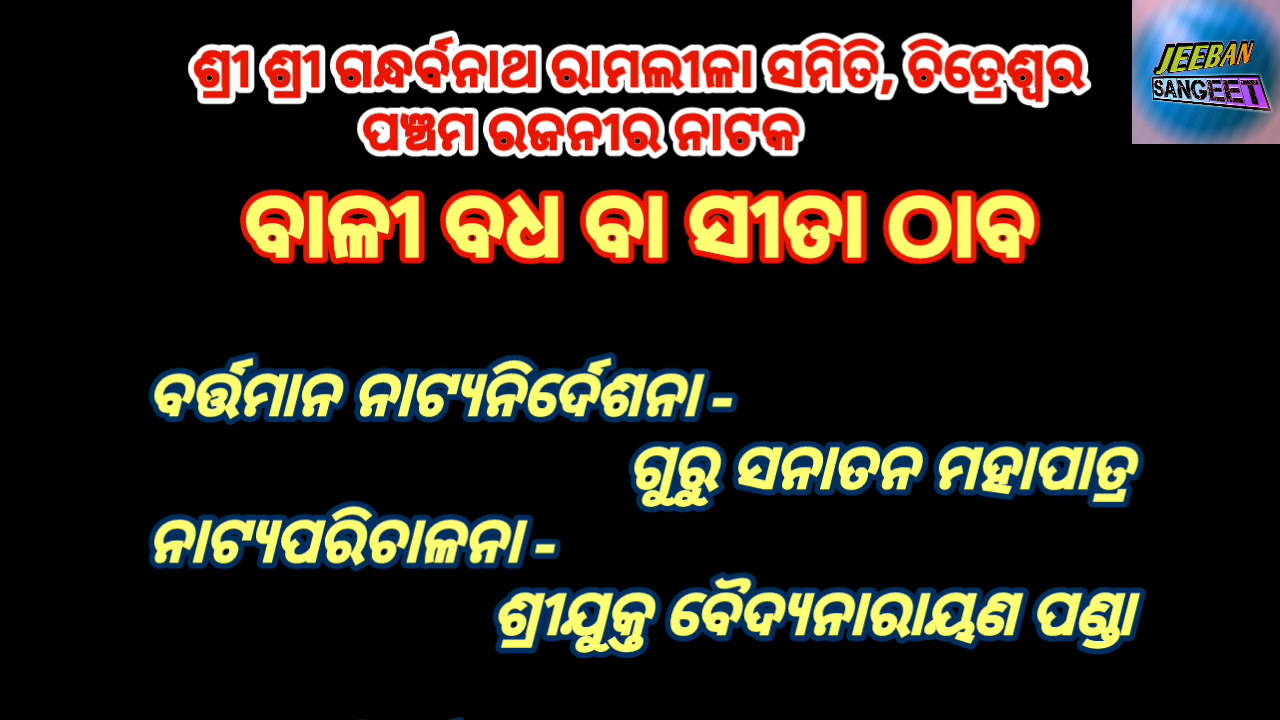 ଶ୍ରୀ ଶ୍ରୀ ଗନ୍ଧର୍ବନାଥ ରାମଲୀଳା ସମିତି, ଚିତ୍ରେଶ୍ୱର
ପଞ୍ଚମ ରଜନୀର ନାଟକ
ବାଳୀ ବଧ ବା ସୀତା ଠାବ
ବର୍ତ୍ତମାନ ନାଟ୍ୟନିର୍ଦେଶନା -
ଗୁରୁ ସନାତନ ମହାପାତ୍ର
ନାଟ୍ୟପରିଚାଳନା -
ଶ୍ରୀଯୁକ୍ତ ବୈଦ୍ୟନାରାୟଣ ପଣ୍ଡା
JEEBAN
SANGEET